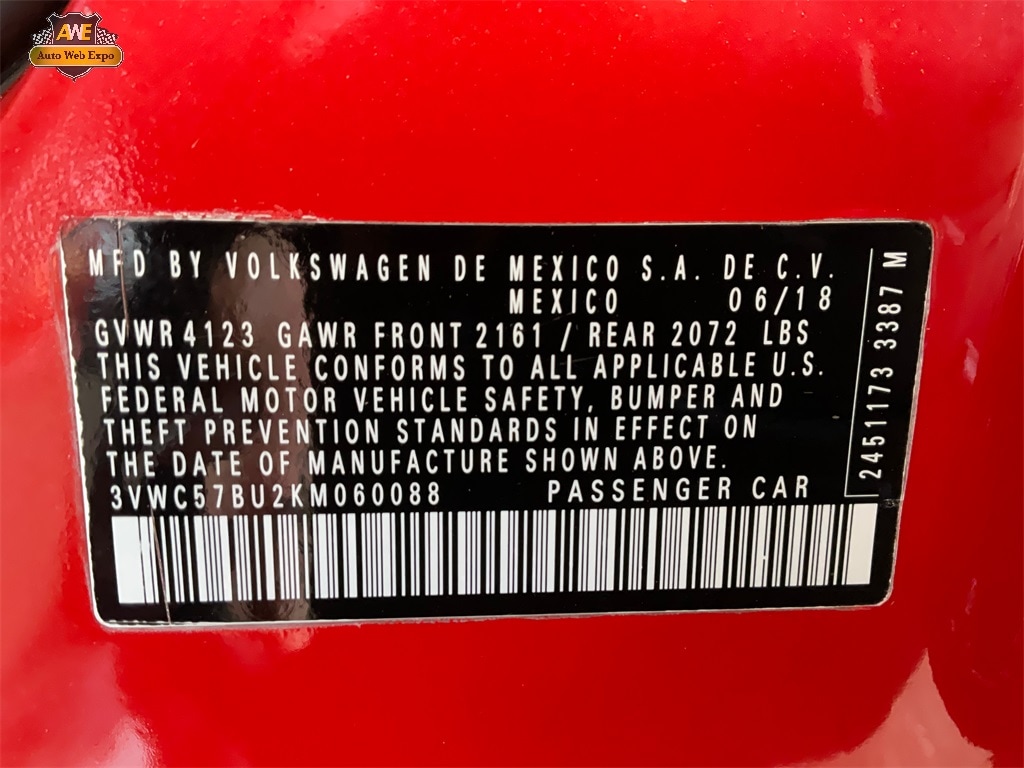 AWE
Auto Web Expo
MFD BY VOLKSWAGEN DE MEXICO S.A. DE C.V.
MEXICO 06/18
GVWR 4123 GAWR FRONT 2161 / REAR 2072 LBS
THIS VEHICLE CONFORMS TO ALL APPLICABLE U.S.
FEDERAL MOTOR VEHICLE SAFETY, BUMPER AND
THEFT PREVENTION STANDARDS IN EFFECT ON
THE DATE OF MANUFACTURE SHOWN ABOVE.
3VWC57BU2KM060088 PASSENGER CAR
2451173 3387 M